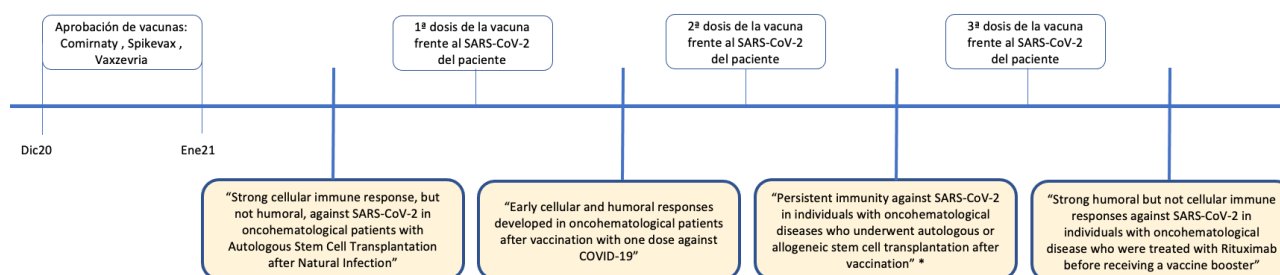 Aprobación de vacunas:
Comirnaty , Spikevax ,
Vaxzevria
1ª dosis de la vacuna
frente al SARS-CoV-2
del paciente
2ª dosis de la vacuna
frente al SARS-CoV-2
del paciente
3ª dosis de la vacuna
frente al SARS-CoV-2
del paciente
Dic20
Ene21
“Strong cellular immune response, but
not humoral, against SARS-CoV-2 in
oncohematological patients with
Autologous Stem Cell Transplantation
after Natural Infection”
“Early cellular and humoral responses
developed in oncohematological patients
after vaccination with one dose against
COVID-19”
“Persistent immunity against SARS-CoV-2
in individuals with oncohematological
diseases who underwent autologous or
allogeneic stem cell transplantation after
vaccination” *
“Strong humoral but not cellular immune
responses against SARS-CoV-2 in
individuals with oncohematological
disease who were treated with Rituximab
before receiving a vaccine booster”